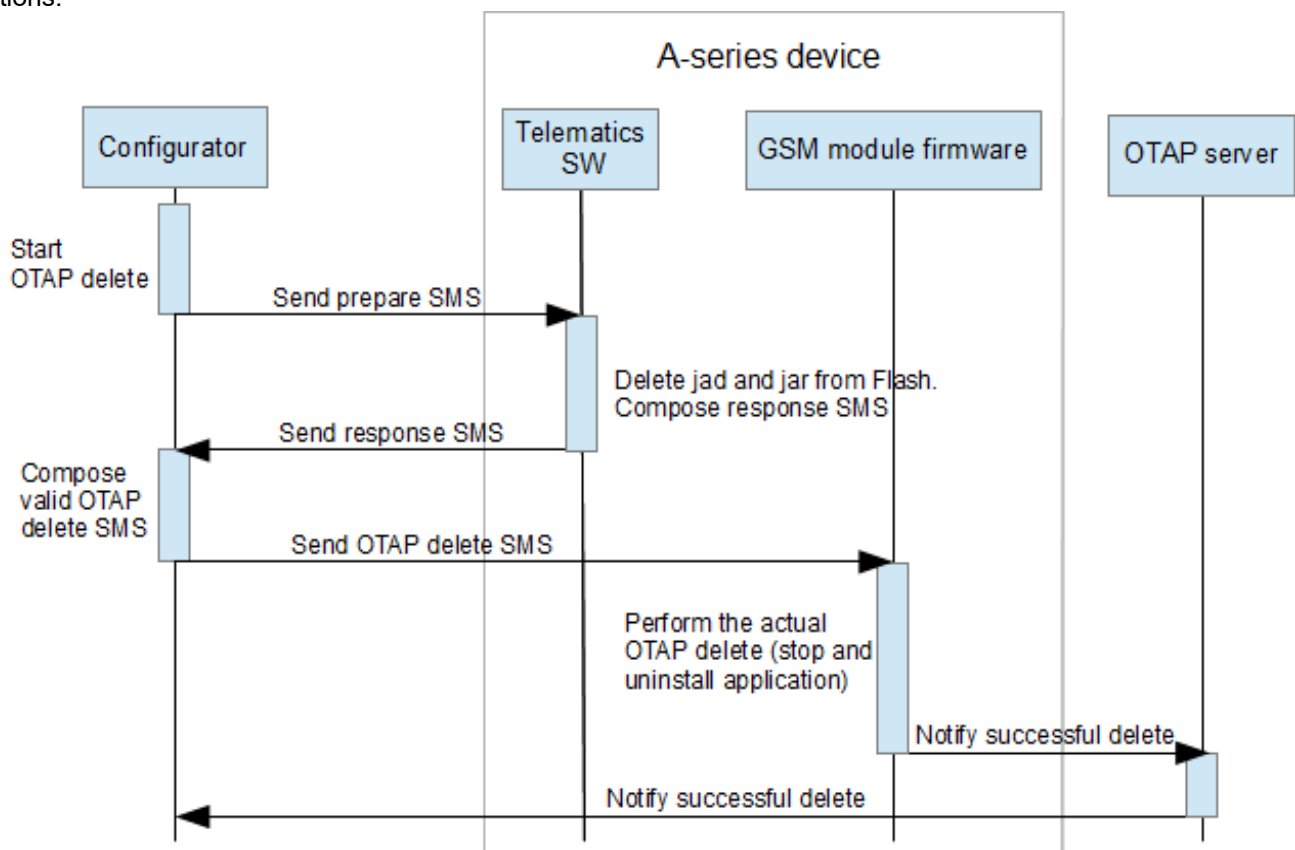 tions.
A-series device
Configurator
Telematics
SW
GSM module firmware
OTAP server
Start
OTAP delete
Send prepare SMS
Delete jad and jar from Flash.
Compose response SMS
Send response SMS
Compose
valid OTAP
delete SMS
Send OTAP delete SMS
Perform the actual
OTAP delete (stop and
uninstall application)
Notify successful delete
Notify successful delete